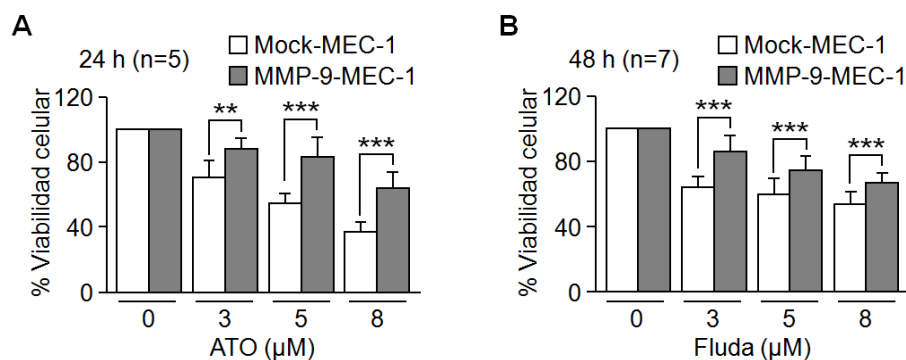 A
24 h (n=5)
Mock-MEC-1
MMP-9-MEC-1
% Viabilidad celular
120
80
40
0
**
***
***
0 3 5 8
ATO (µM)
B
48 h (n=7)
Mock-MEC-1
MMP-9-MEC-1
% Viabilidad celular
120
80
40
0
***
***
***
0 3 5 8
Fluda (µM)